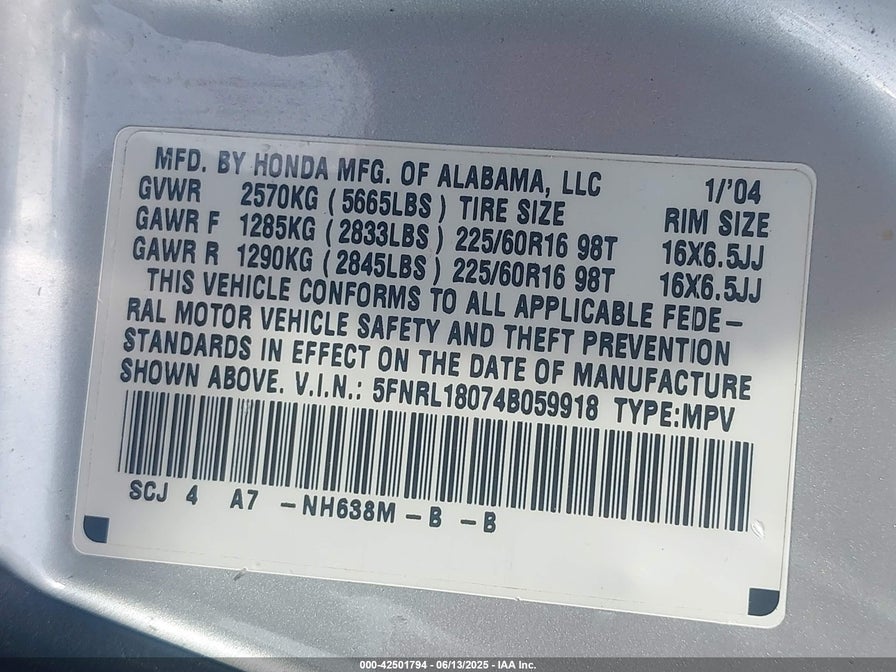 MFD. BY HONDA MFG. OF ALABAMA, LLC 1/'04
GVWR 2570KG (5665LBS) TIRE SIZE RIM SIZE
GAWR F 1285KG (2833LBS) 225/60R16 98T 16X6.5JJ
GAWR R 1290KG (2845LBS) 225/60R16 98T 16X6.5JJ
THIS VEHICLE CONFORMS TO ALL APPLICABLE FEDE-
RAL MOTOR VEHICLE SAFETY AND THEFT PREVENTION
STANDARDS IN EFFECT ON THE DATE OF MANUFACTURE
SHOWN ABOVE. V.I.N.: 5FNRL18074B059918 TYPE:MPV
SCJ 4 A7 -NH638M-B -B
000-42501794 - 06/13/2025 - IAA Inc.